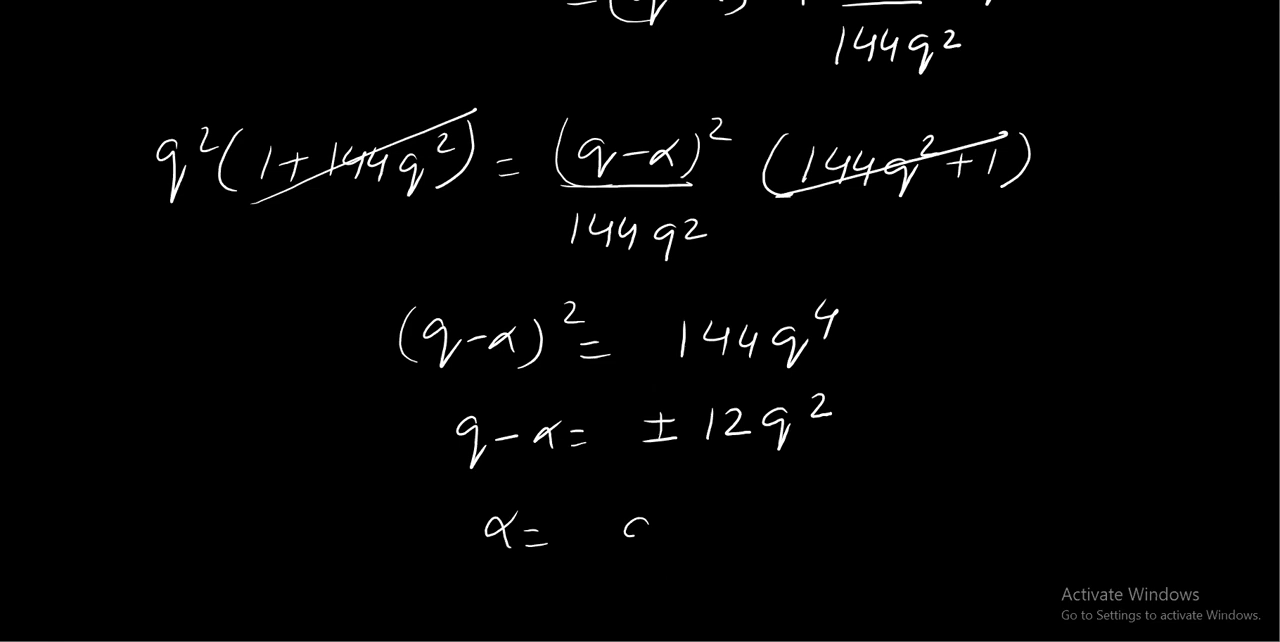 144q²
q²(1+144q²) = (q-α)²/144q² (144q²+1)
(q-α)² = 144q⁴
q-α = ± 12q²
α =
Activate Windows
Go to Settings to activate Windows.